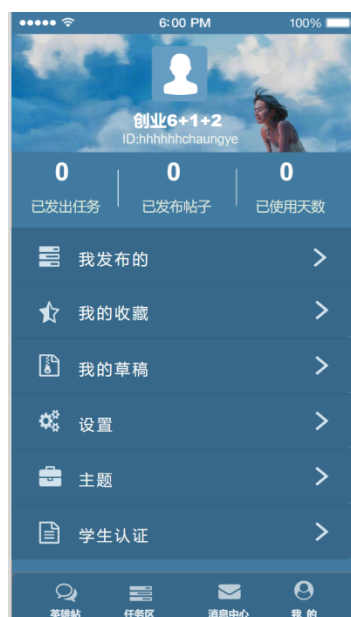 6:00 PM 100%
创业6+1+2
ID:hhhhhhchaungye
0 0 0
已发出任务 已发布帖子 已使用天数
我发布的
我的收藏
我的草稿
设置
主题
学生认证
英雄帖 任务区 消息中心 我 的